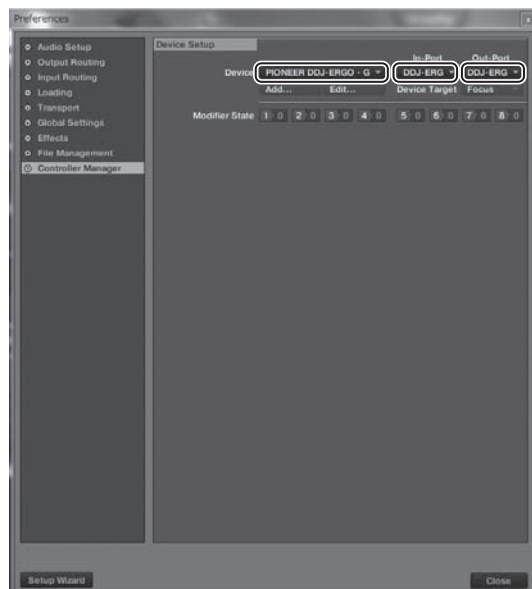 Preferences
Audio Setup
Output Routing
Input Routing
Loading
Transport
Global Settings
Effects
File Management
Controller Manager
Device Setup
In-Port Out-Port
Device PIONEER DDJ-ERGO - G DDJ-ERG DDJ-ERG
Add... Edit... Device Target Focus
Modifier State 1 0 2 0 3 0 4 0 5 0 6 0 7 0 8 0
Setup Wizard
Close